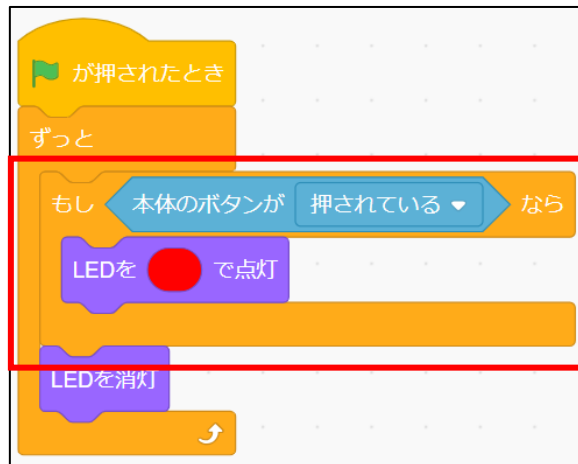 が押されたとき
ずっと
もし 本体のボタンが 押されている なら
LEDを で点灯
LEDを消灯